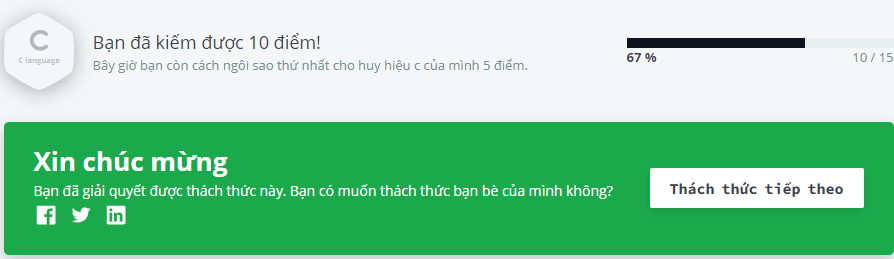 C
C language
Bạn đã kiếm được 10 điểm!
Bây giờ bạn còn cách ngôi sao thứ nhất cho huy hiệu c của mình 5 điểm.
67 %
10 / 15
Xin chúc mừng
Bạn đã giải quyết được thách thức này. Bạn có muốn thách thức bạn bè của mình không?
Thách thức tiếp theo